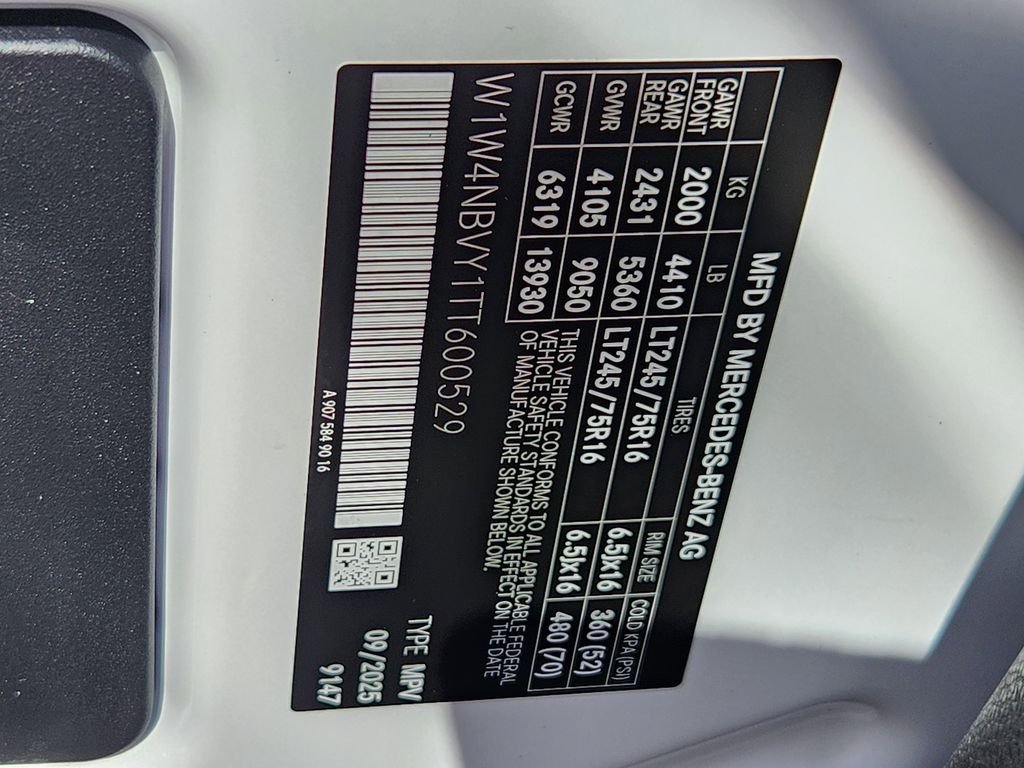 MFD BY MERCEDES-BENZ AG
KG LB TIRES RIM SIZE COLD KPA (PSI)
GAWR FRONT 2000 4410 LT245/75R16 6.5x16 360 (52)
GAWR REAR 2431 5360 LT245/75R16 6.5x16 480 (70)
GVWR 4105 9050
GCWR 6319 13930
THIS VEHICLE CONFORMS TO ALL APPLICABLE FEDERAL
VEHICLE SAFETY STANDARDS IN EFFECT ON THE DATE
OF MANUFACTURE SHOWN BELOW.
W1W4NBVY1TT600529
TYPE MPV
09/2025
9147
A 907 584 90 16